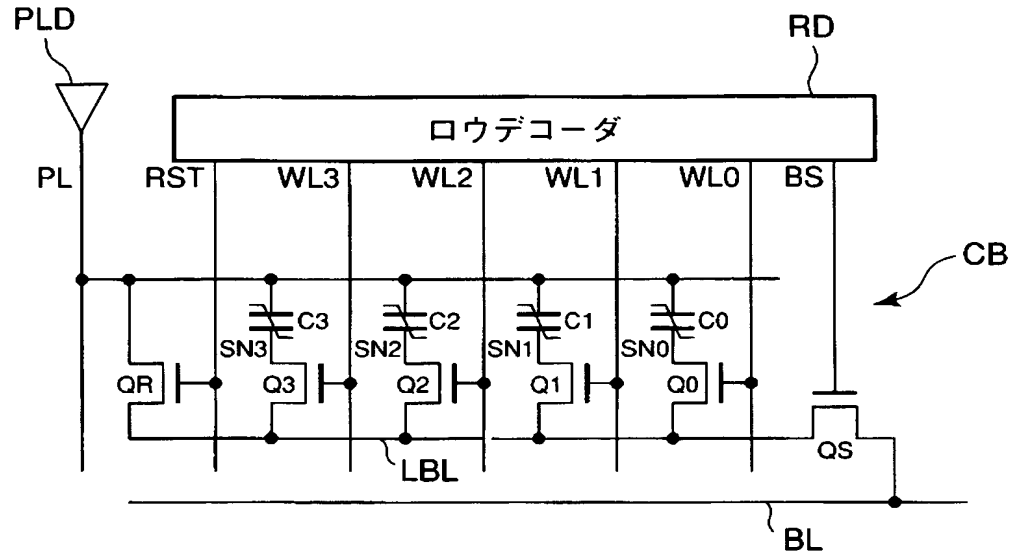 PLD
RD
ロウデコーダ
PL RST WL3 WL2 WL1 WL0 BS
CB
C3 C2 C1 C0
SN3 SN2 SN1 SN0
QR Q3 Q2 Q1 Q0
QS
LBL
BL